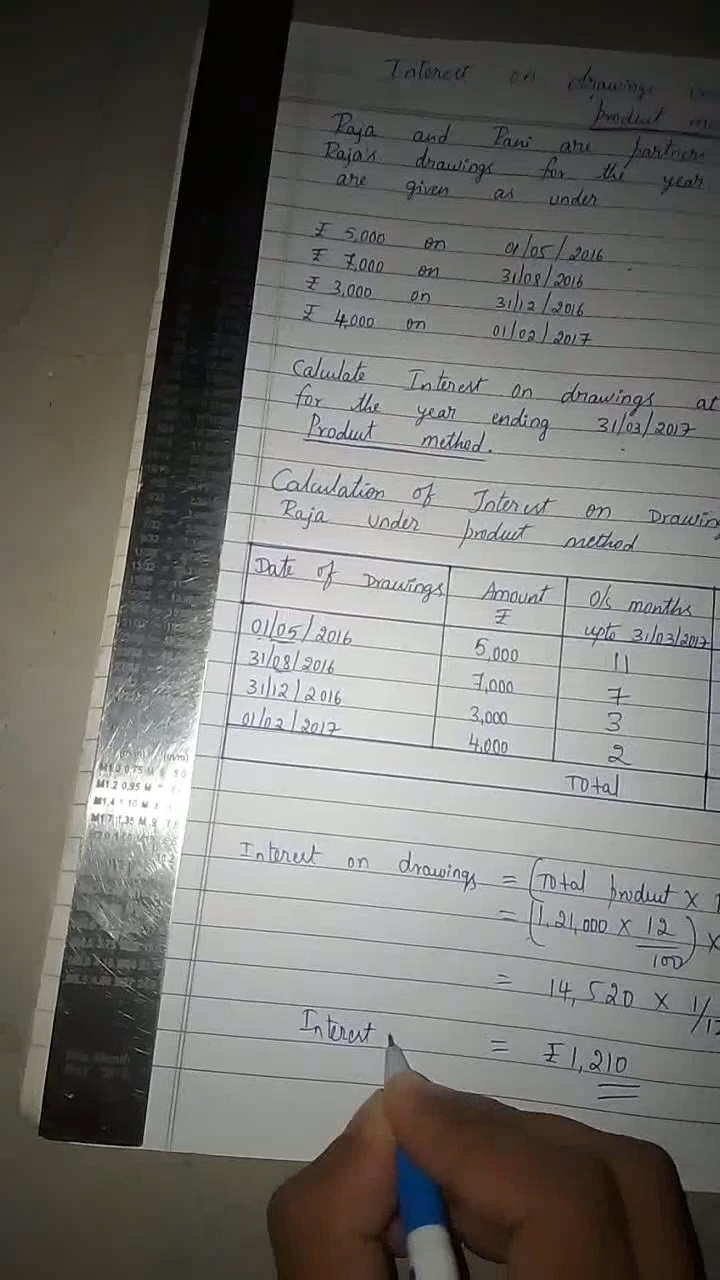 Interest on drawings
product
Raja and Rani are partners
Raja's drawings for the year
are given as under
₹ 5,000 on 01/05/2016
₹ 7,000 on 31/08/2016
₹ 3,000 on 31/12/2016
₹ 4,000 on 01/02/2017
Calculate Interest on drawings at
for the year ending 31/03/2017
Product method.
Calculation of Interest on Drawing
Raja under product method
Date of Drawings Amount ₹ O/s months upto 31/03/2017
01/05/2016 5,000 11
31/08/2016 7,000 7
31/12/2016 3,000 3
01/02/2017 4,000 2
Total
Interest on drawings = (Total product ×
= (1,21,000 × 12/100) ×
= 14,520 × 1/12
Interest = ₹ 1,210